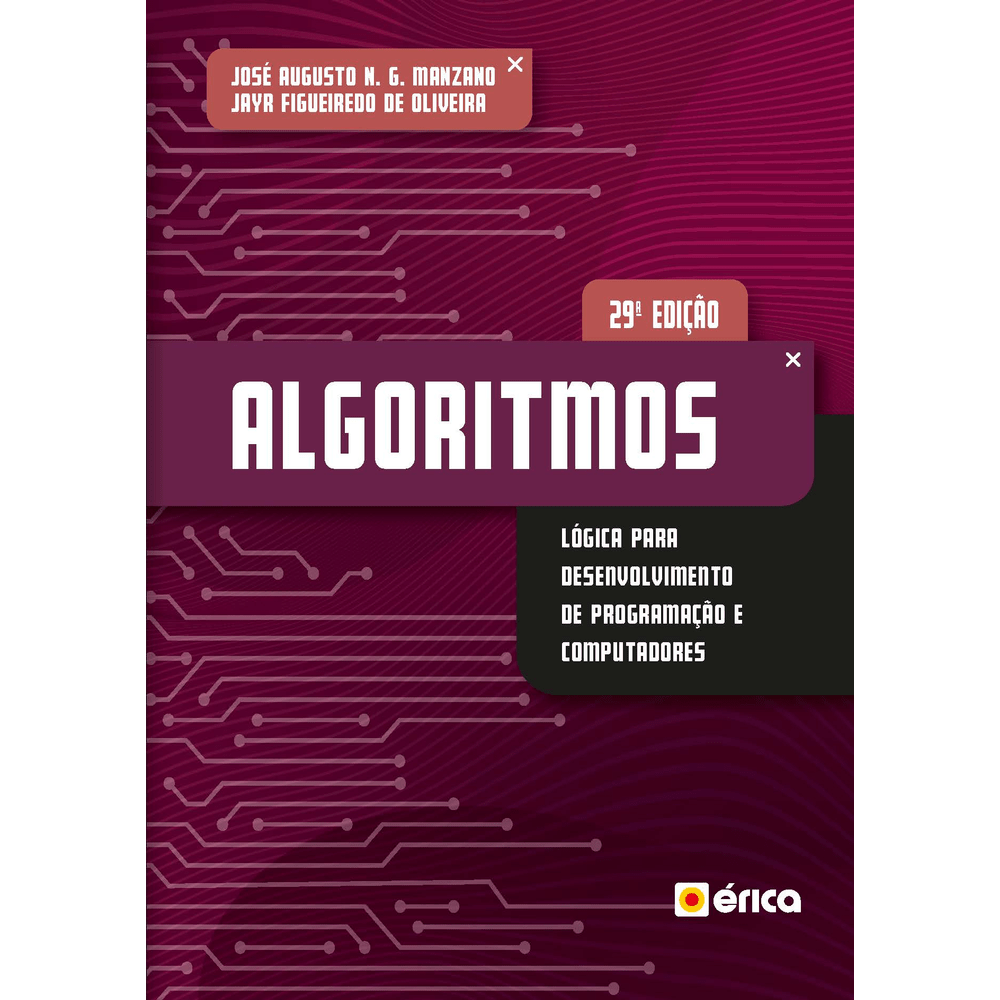 JOSÉ AUGUSTO N. G. MANZANO
JAYR FIGUEIREDO DE OLIVEIRA
29ª EDIÇÃO
ALGORITMOS
LÓGICA PARA
DESENVOLVIMENTO
DE PROGRAMAÇÃO E
COMPUTADORES
érica